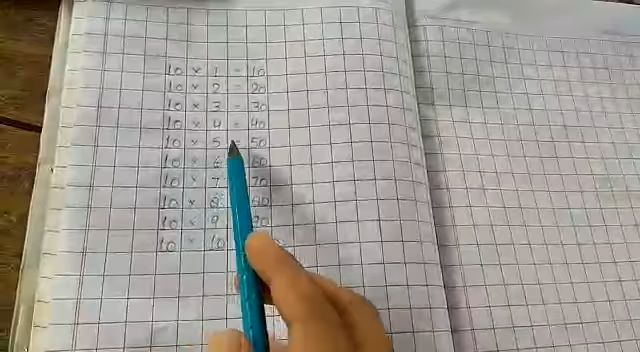 10 × 1 = 10
10 × 2 = 20
10 × 3 = 30
10 × 4 = 40
10 × 5 = 50
10 × 6 60
10 × 7 70
10 × 8 80
10 × 9 90
10 × 10